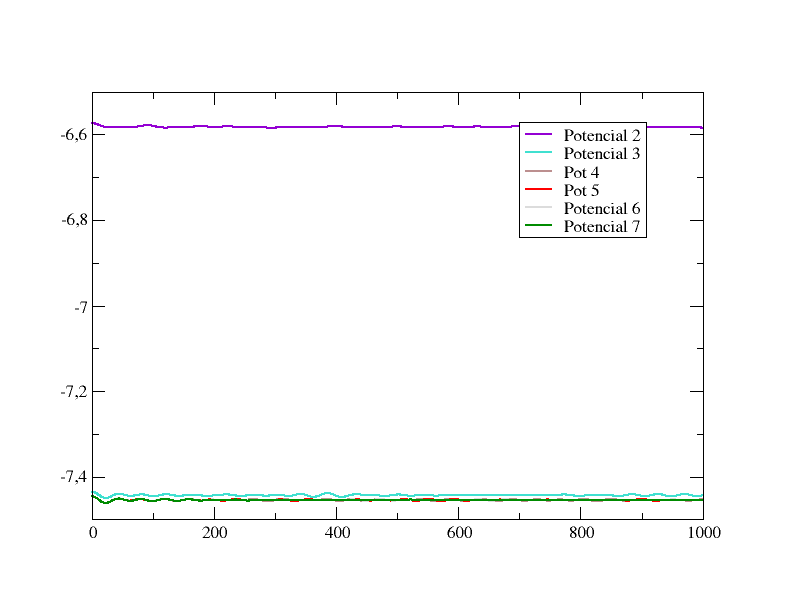 -6,6
-6,8
-7
-7,2
-7,4
0
200
400
600
800
1000
Potencial 2
Potencial 3
Pot 4
Pot 5
Potencial 6
Potencial 7